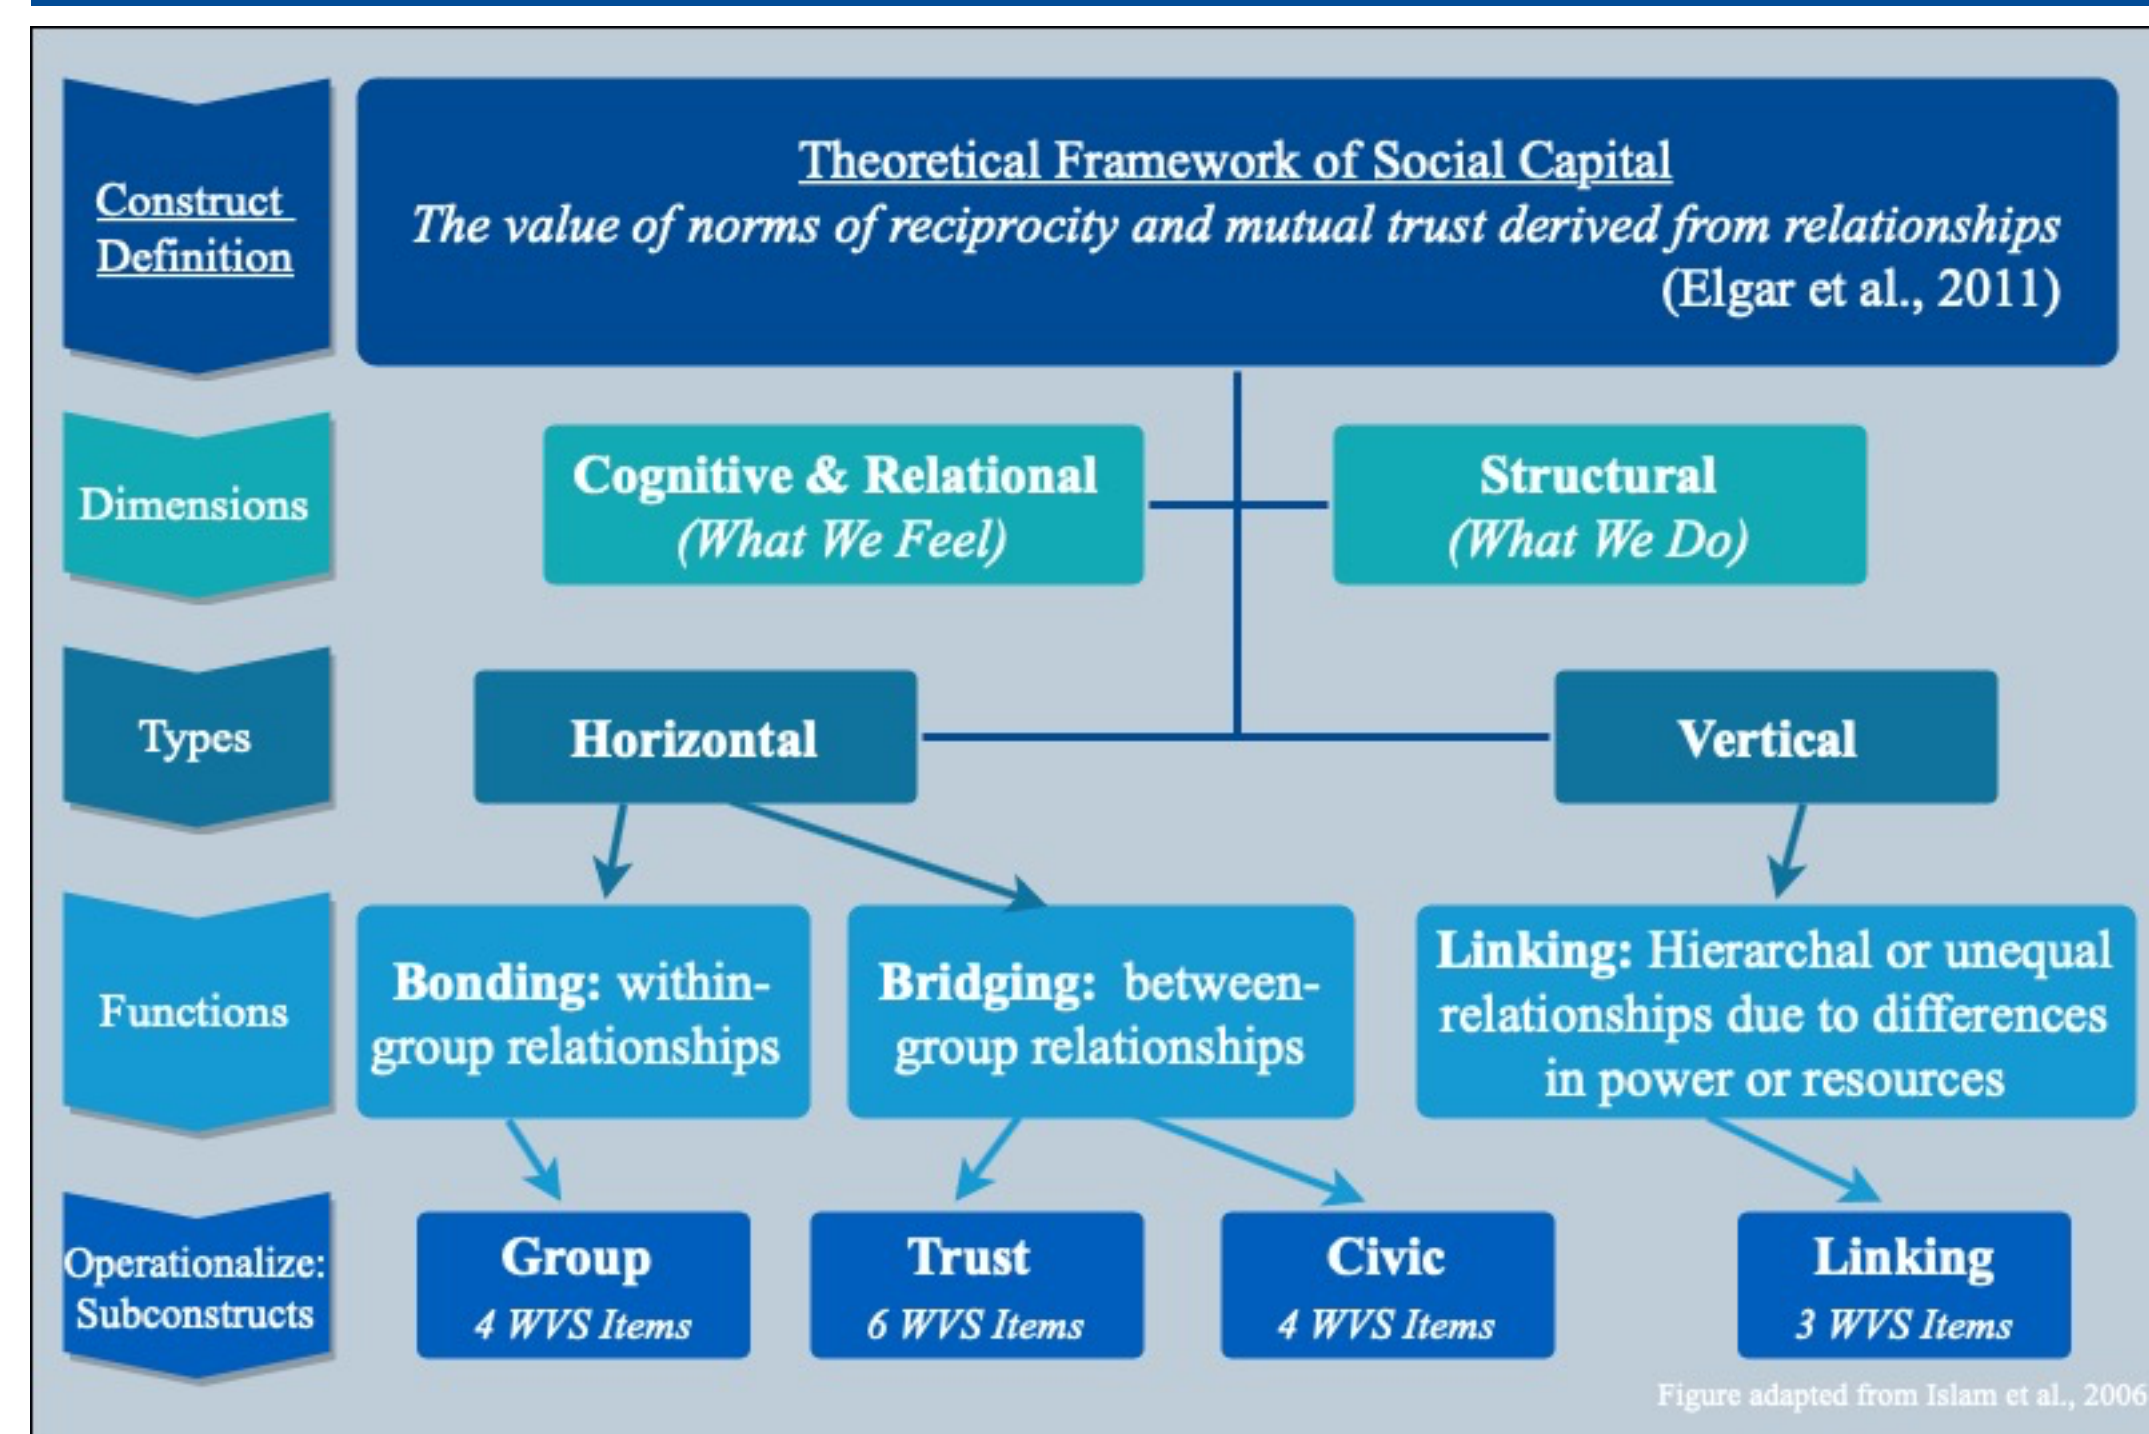 Construct
Definition
Theoretical Framework of Social Capital
The value of norms of reciprocity and mutual trust derived from relationships
(Elgar et al., 2011)
Dimensions
Cognitive & Relational
(What We Feel)
Structural
(What We Do)
Types
Horizontal
Vertical
Functions
Bonding: within-
group relationships
Bridging: between-
group relationships
Linking: Hierarchal or unequal
relationships due to differences
in power or resources
Operationalize:
Subconstructs
Group
4 WVS Items
Trust
6 WVS Items
Civic
4 WVS Items
Linking
3 WVS Items
Figure adapted from Islam et al., 2006